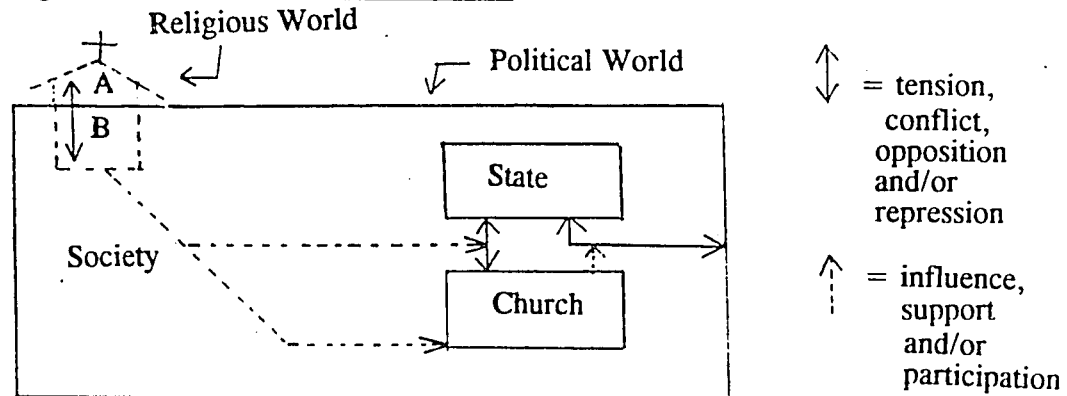 Religious World
Political World
A
B
State
Society
Church
= tension,
conflict,
opposition
and/or
repression
= influence,
support
and/or
participation